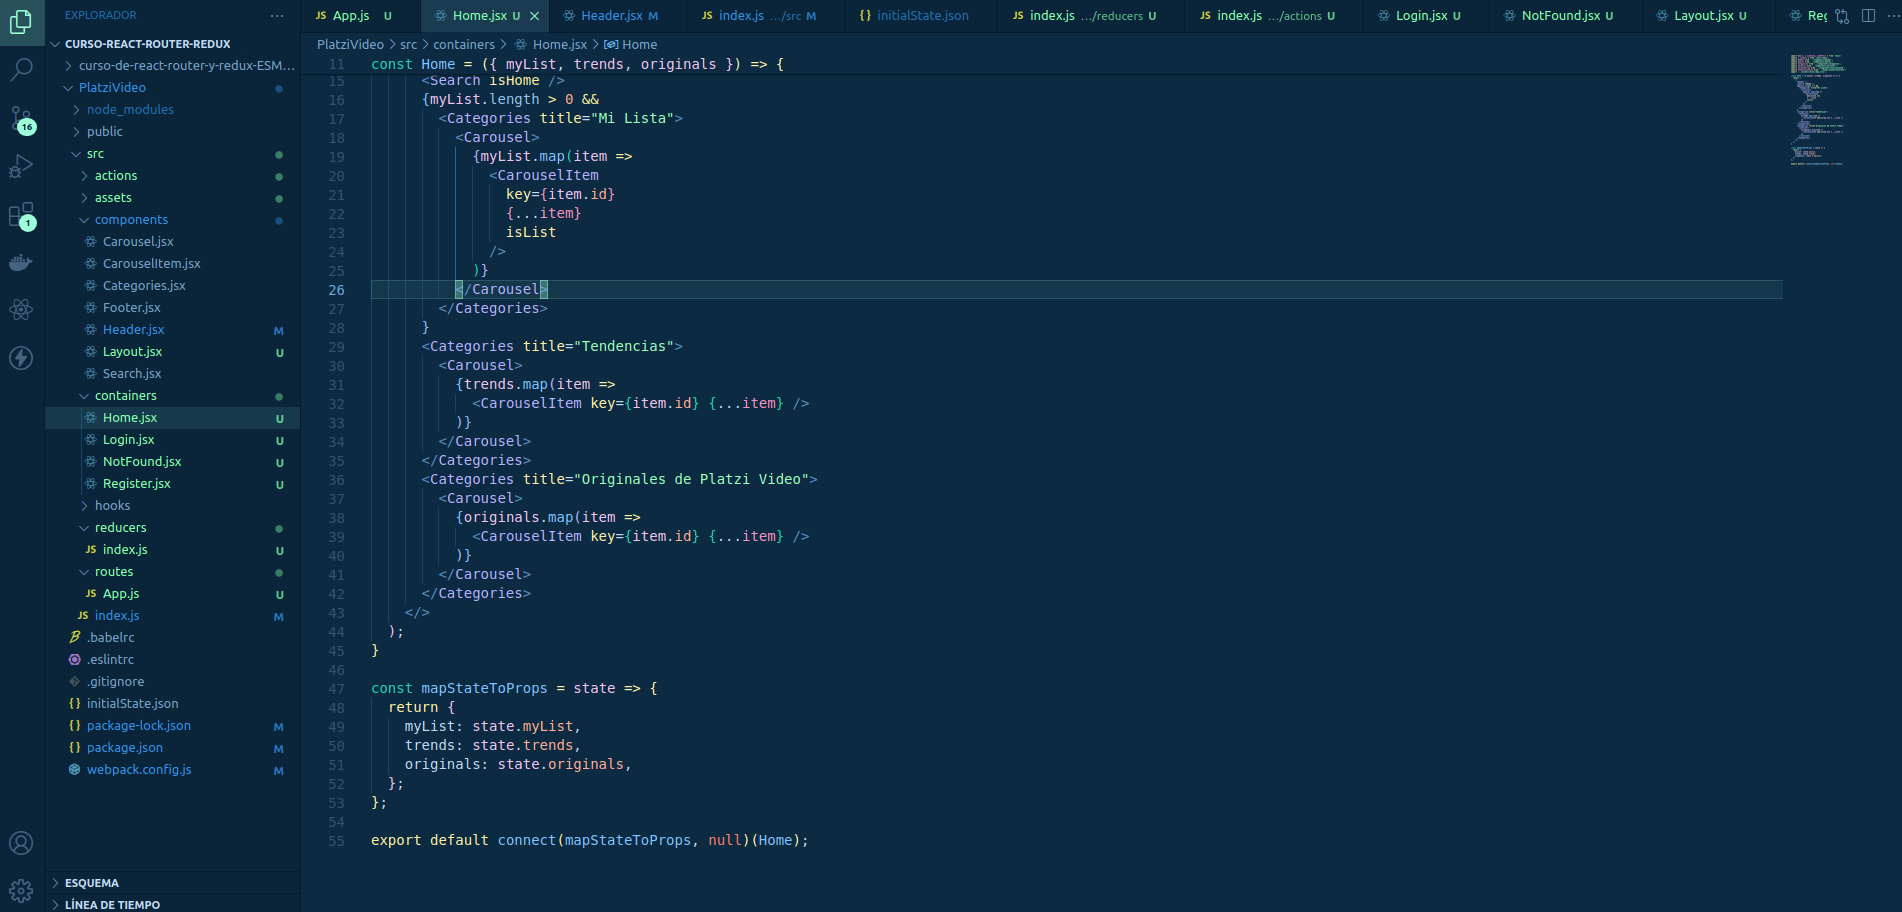 EXPLORADOR
CURSO-REACT-ROUTER-REDUX
curso-de-react-router-y-redux-ESM...
PlatziVideo
node_modules
public
src
actions
assets
components
Carousel.jsx
CarouselItem.jsx
Categories.jsx
Footer.jsx
Header.jsx M
Layout.jsx U
Search.jsx
containers
Home.jsx U
Login.jsx U
NotFound.jsx U
Register.jsx U
hooks
reducers
JS index.js U
routes
JS App.js U
JS index.js M
.babelrc
.eslintrc
.gitignore
{} initialState.json
{} package-lock.json M
{} package.json M
webpack.config.js M
ESQUEMA
LÍNEA DE TIEMPO
16
1
JS App.js U
Home.jsx U
Header.jsx M
JS index.js .../src M
{} initialState.json
JS index.js .../reducers U
JS index.js .../actions U
Login.jsx U
NotFound.jsx U
Layout.jsx U
PlatziVideo > src > containers > Home.jsx > Home
11 const Home = ({ myList, trends, originals }) => {
15 <Search isHome />
16 {myList.length > 0 &&
17 <Categories title="Mi Lista">
18 <Carousel>
19 {myList.map(item =>
20 <CarouselItem
21 key={item.id}
22 {...item}
23 isList
24 />
25 )}
26 </Carousel>
27 </Categories>
28 }
29 <Categories title="Tendencias">
30 <Carousel>
31 {trends.map(item =>
32 <CarouselItem key={item.id} {...item} />
33 )}
34 </Carousel>
35 </Categories>
36 <Categories title="Originales de Platzi Video">
37 <Carousel>
38 {originals.map(item =>
39 <CarouselItem key={item.id} {...item} />
40 )}
41 </Carousel>
42 </Categories>
43 </>
44 );
45 }
46
47 const mapStateToProps = state => {
48 return {
49 myList: state.myList,
50 trends: state.trends,
51 originals: state.originals,
52 };
53 };
54
55 export default connect(mapStateToProps, null)(Home);